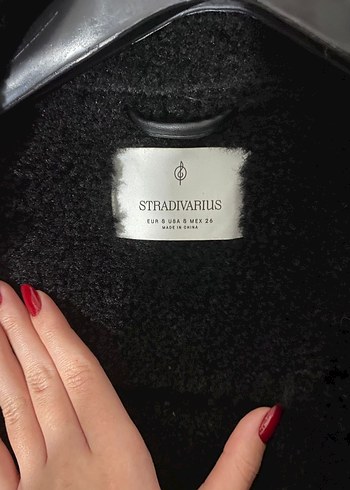 STRADIVARIUS
EUR S USA S MEX 26
MADE IN CHINA